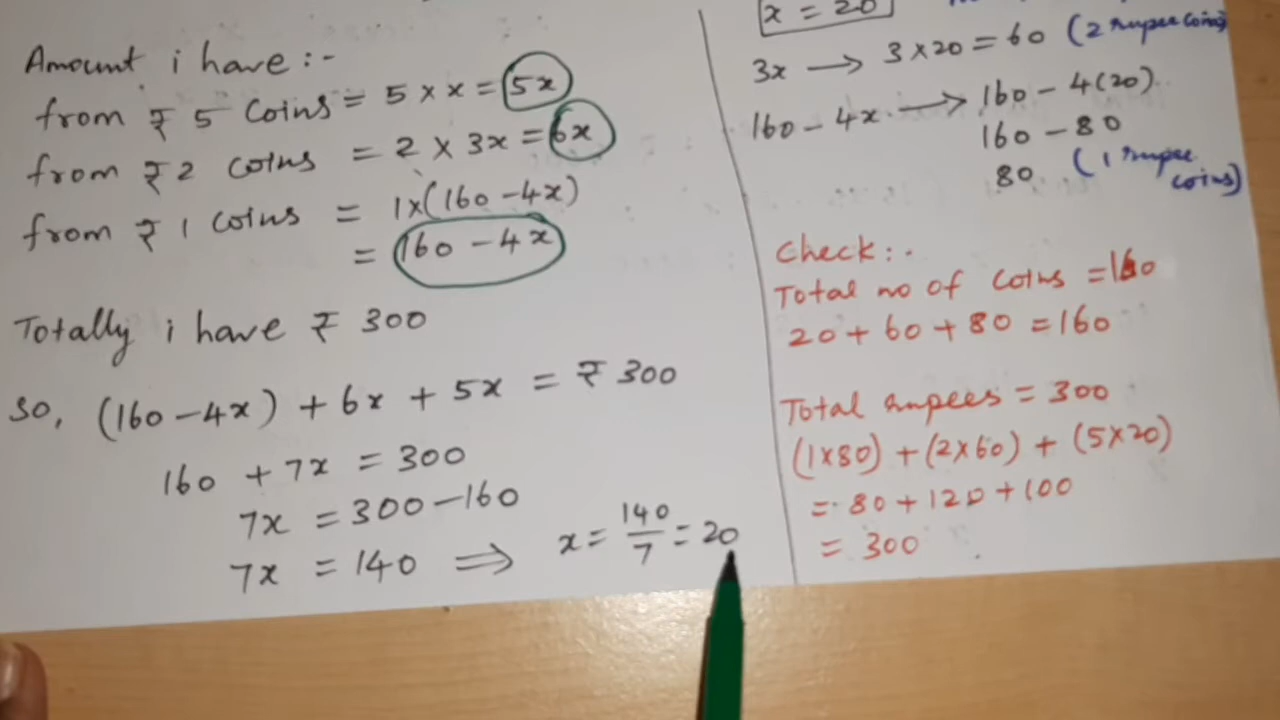 Amount i have :-
from ₹ 5 Coins = 5 × x = 5x
from ₹ 2 coins = 2 × 3x = 6x
from ₹ 1 coins = 1×(160 - 4x)
= 160 - 4x
Totally i have ₹ 300
So, (160 - 4x) + 6x + 5x = ₹ 300
160 + 7x = 300
7x = 300 - 160
7x = 140 ⟹ x = 140/7 = 20
x = 20
3x → 3 × 20 = 60 (2 rupee coins)
160 - 4x → 160 - 4(20)
160 - 80
80 (1 rupee coins)
Check :-
Total no of coins = 160
20 + 60 + 80 = 160
Total rupees = 300
(1×80) + (2×60) + (5×20)
= 80 + 120 + 100
= 300